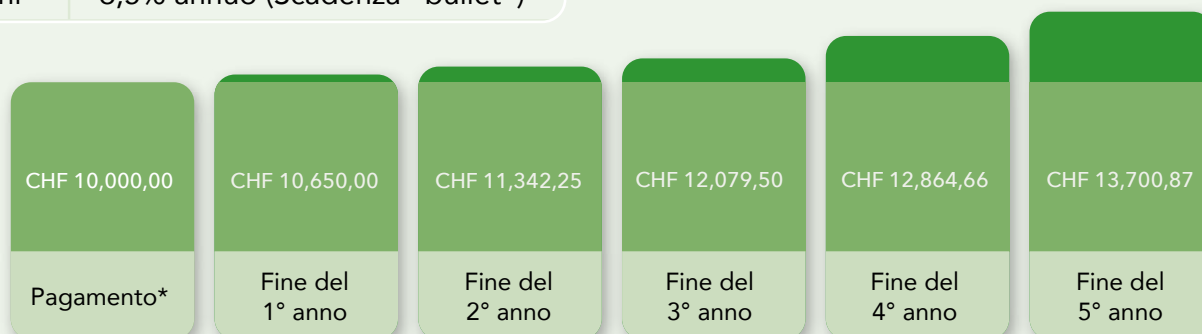 6,5% annuo (Scadenza "bullet")
CHF 10,000,00
CHF 10,650,00
CHF 11,342,25
CHF 12,079,50
CHF 12,864,66
CHF 13,700,87
Pagamento*
Fine del
1° anno
Fine del
2° anno
Fine del
3° anno
Fine del
4° anno
Fine del
5° anno